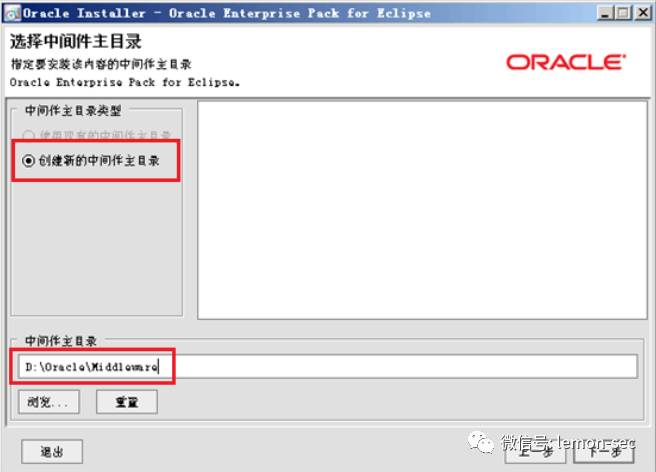 Oracle Installer - Oracle Enterprise Pack for Eclipse
选择中间件主目录
指定要安装该内容的中间件主目录
Oracle Enterprise Pack for Eclipse。
ORACLE
中间件主目录类型
使用现有的中间件主目录
创建新的中间件主目录
中间件主目录
D:\Oracle\Middleware
浏览...
重置
退出
上一步
下一步
微信号: lemon-sec